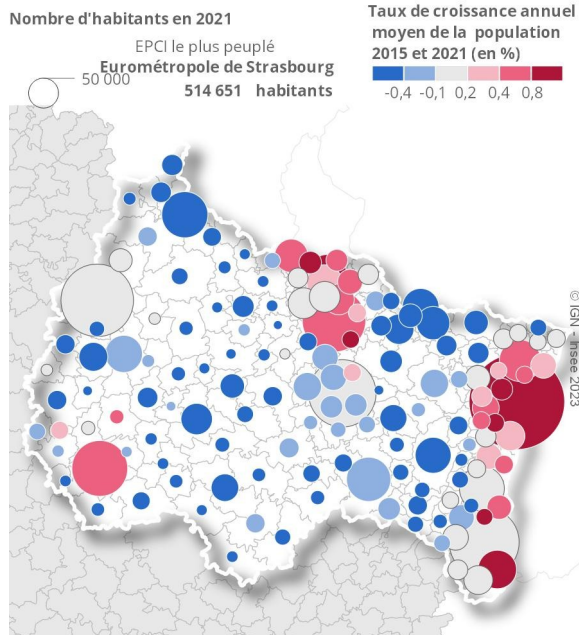 Nombre d'habitants en 2021
EPCI le plus peuplé
Eurométropole de Strasbourg
514 651 habitants
50 000
Taux de croissance annuel
moyen de la population
2015 et 2021 (en %)
-0,4 -0,1 0,2 0,4 0,8
© IGN - Insee 2023